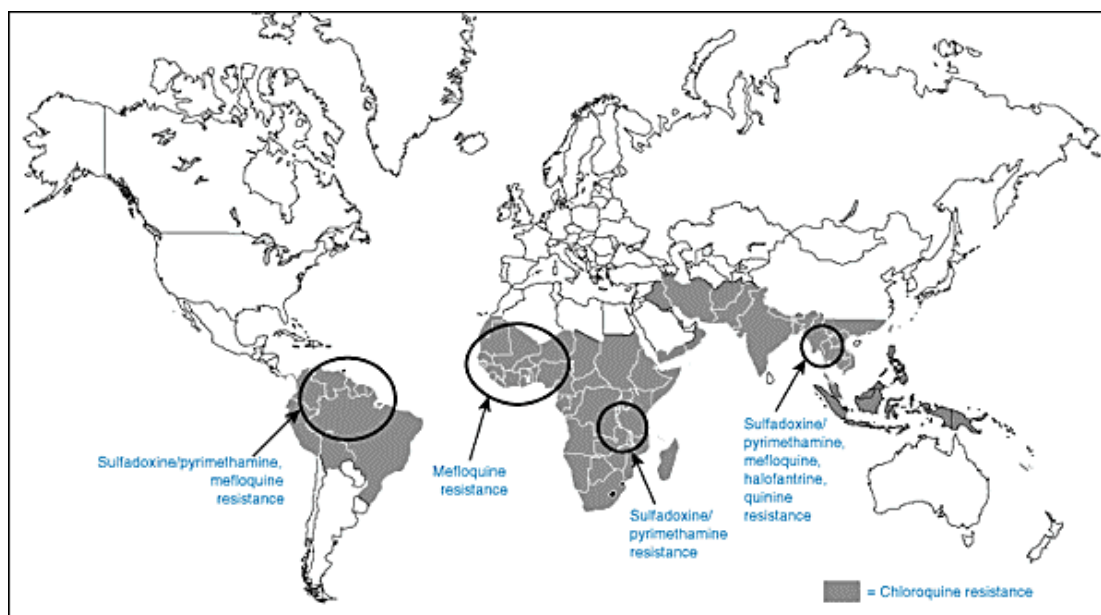 Sulfadoxine/pyrimethamine,
mefloquine
resistance
Mefloquine
resistance
Sulfadoxine/
pyrimethamine
resistance
Sulfadoxine/
pyrimethamine,
mefloquine,
halofantrine,
quinine
resistance
= Chloroquine resistance